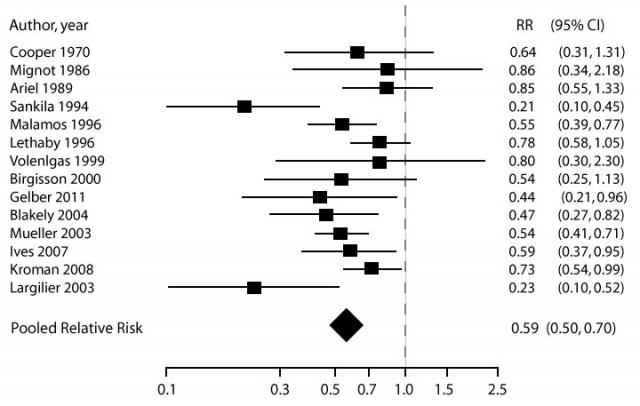 Author, year RR (95% CI)
Cooper 1970 0.64 (0.31, 1.31)
Mignot 1986 0.86 (0.34, 2.18)
Ariel 1989 0.85 (0.55, 1.33)
Sankila 1994 0.21 (0.10, 0.45)
Malamos 1996 0.55 (0.39, 0.77)
Lethaby 1996 0.78 (0.58, 1.05)
Volenlgas 1999 0.80 (0.30, 2.30)
Birgisson 2000 0.54 (0.25, 1.13)
Gelber 2011 0.44 (0.21, 0.96)
Blakely 2004 0.47 (0.27, 0.82)
Mueller 2003 0.54 (0.41, 0.71)
Ives 2007 0.59 (0.37, 0.95)
Kroman 2008 0.73 (0.54, 0.99)
Largilier 2003 0.23 (0.10, 0.52)
Pooled Relative Risk 0.59 (0.50, 0.70)
0.1 0.3 0.5 0.7 1.0 1.5 2.5